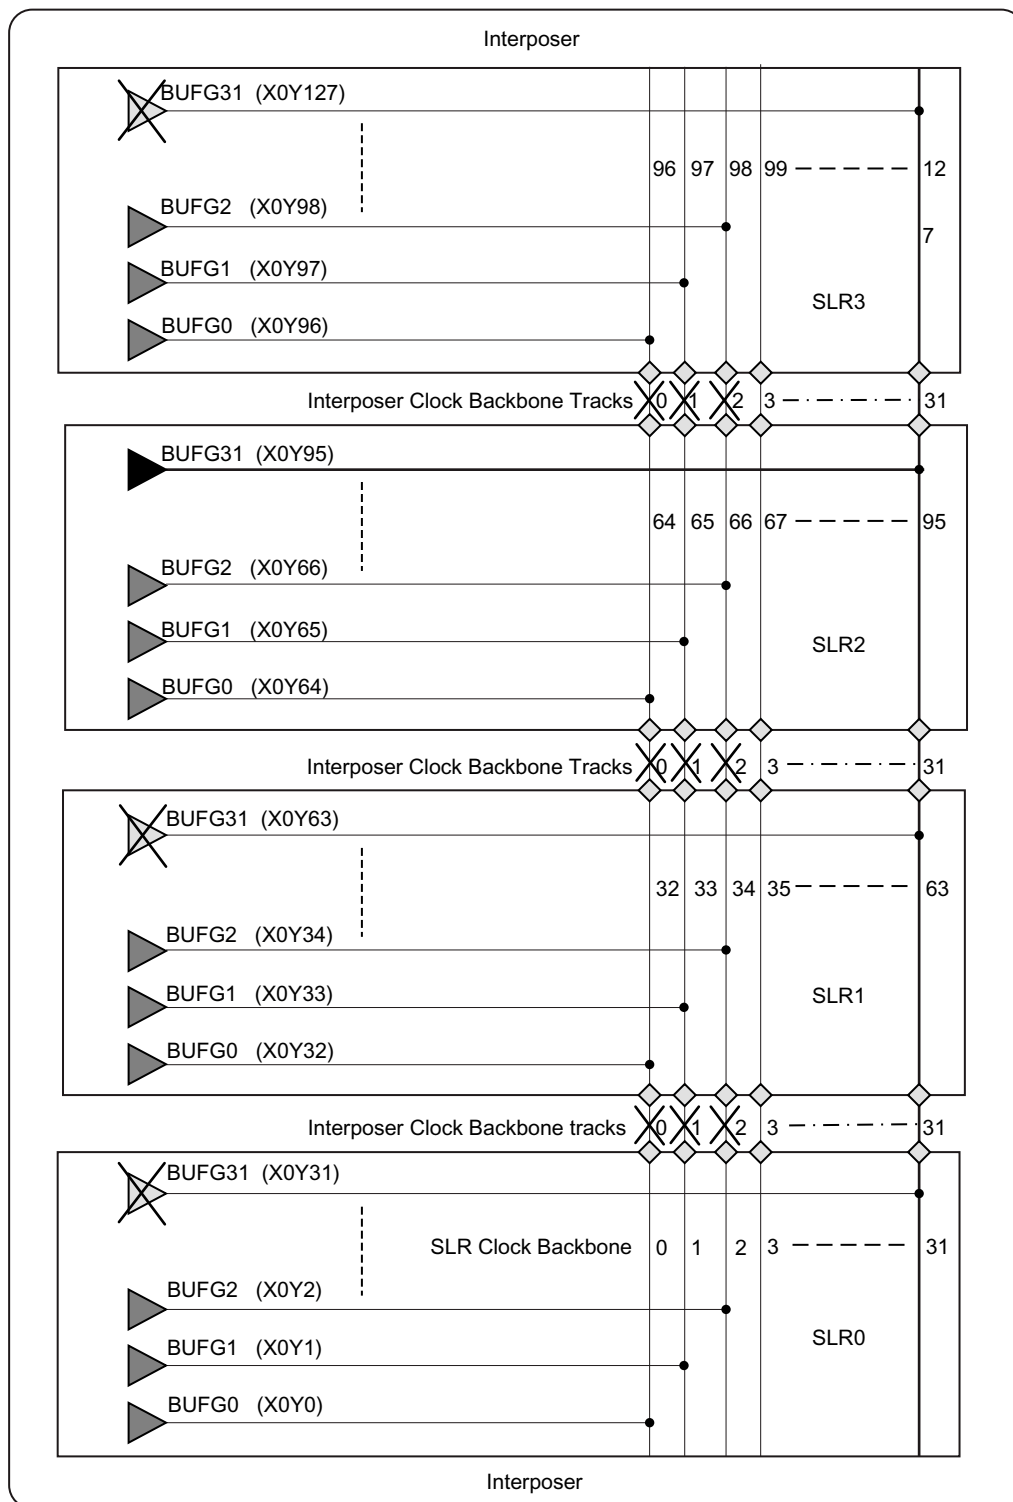 Interposer
BUFG31 (X0Y127)
96 97 98 99 12
7
BUFG2 (X0Y98)
BUFG1 (X0Y97)
SLR3
BUFG0 (X0Y96)
Interposer Clock Backbone Tracks 0 1 2 3 31
BUFG31 (X0Y95)
64 65 66 67 95
BUFG2 (X0Y66)
BUFG1 (X0Y65)
SLR2
BUFG0 (X0Y64)
Interposer Clock Backbone Tracks 0 1 2 3 31
BUFG31 (X0Y63)
32 33 34 35 63
BUFG2 (X0Y34)
BUFG1 (X0Y33)
SLR1
BUFG0 (X0Y32)
Interposer Clock Backbone tracks 0 1 2 3 31
BUFG31 (X0Y31)
SLR Clock Backbone 0 1 2 3 31
BUFG2 (X0Y2)
SLR0
BUFG1 (X0Y1)
BUFG0 (X0Y0)
Interposer